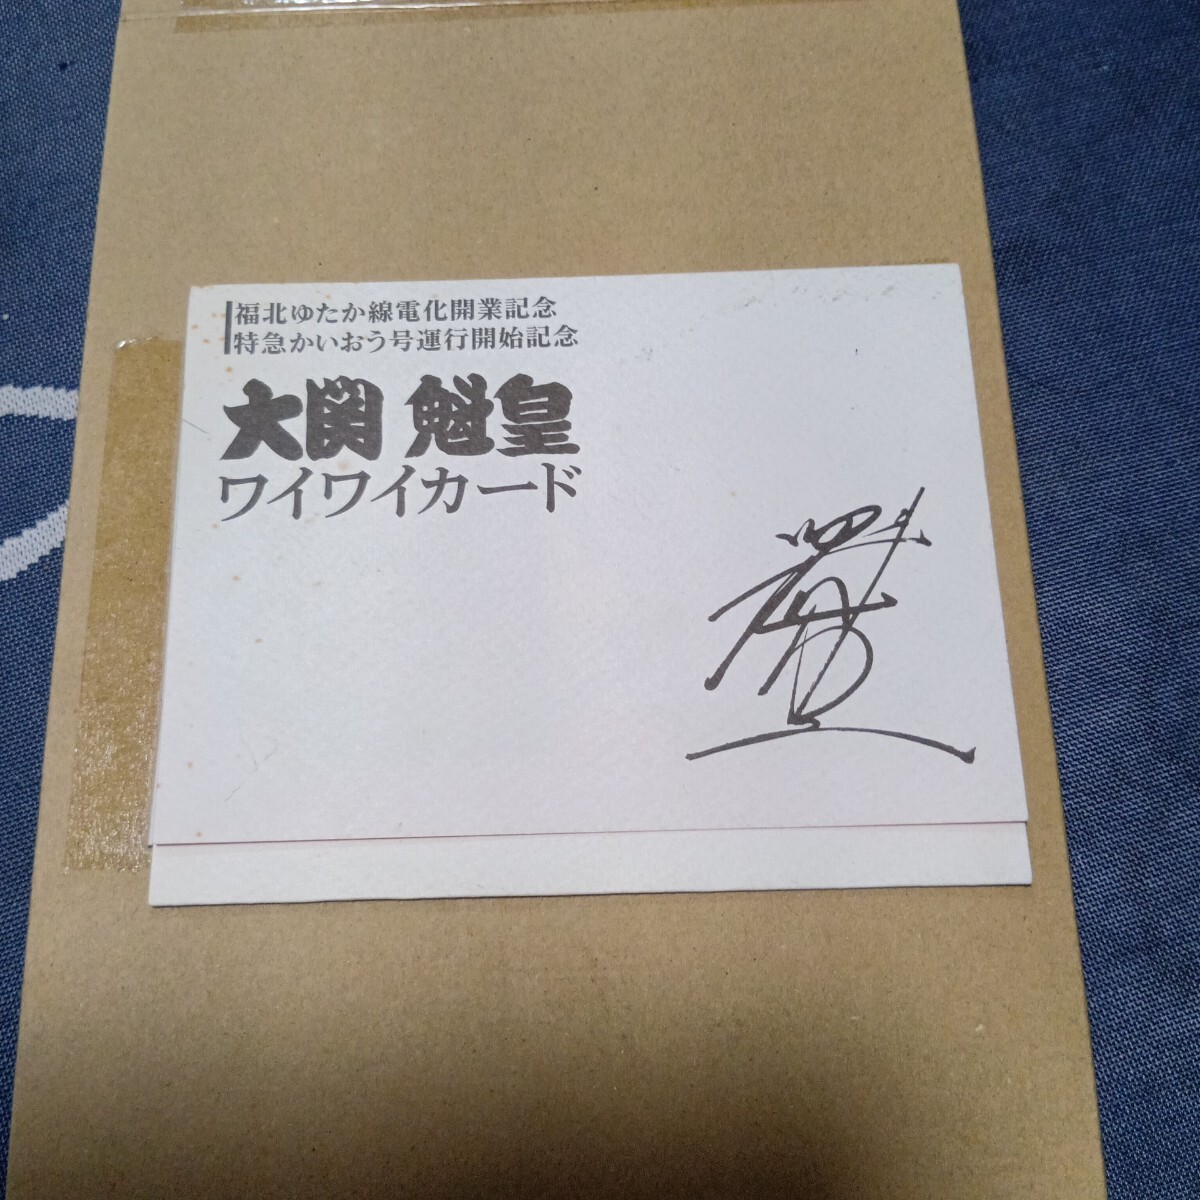 福北ゆたか線電化開業記念
特急かいおう号運行開始記念
大関 魁皇
ワイワイカード